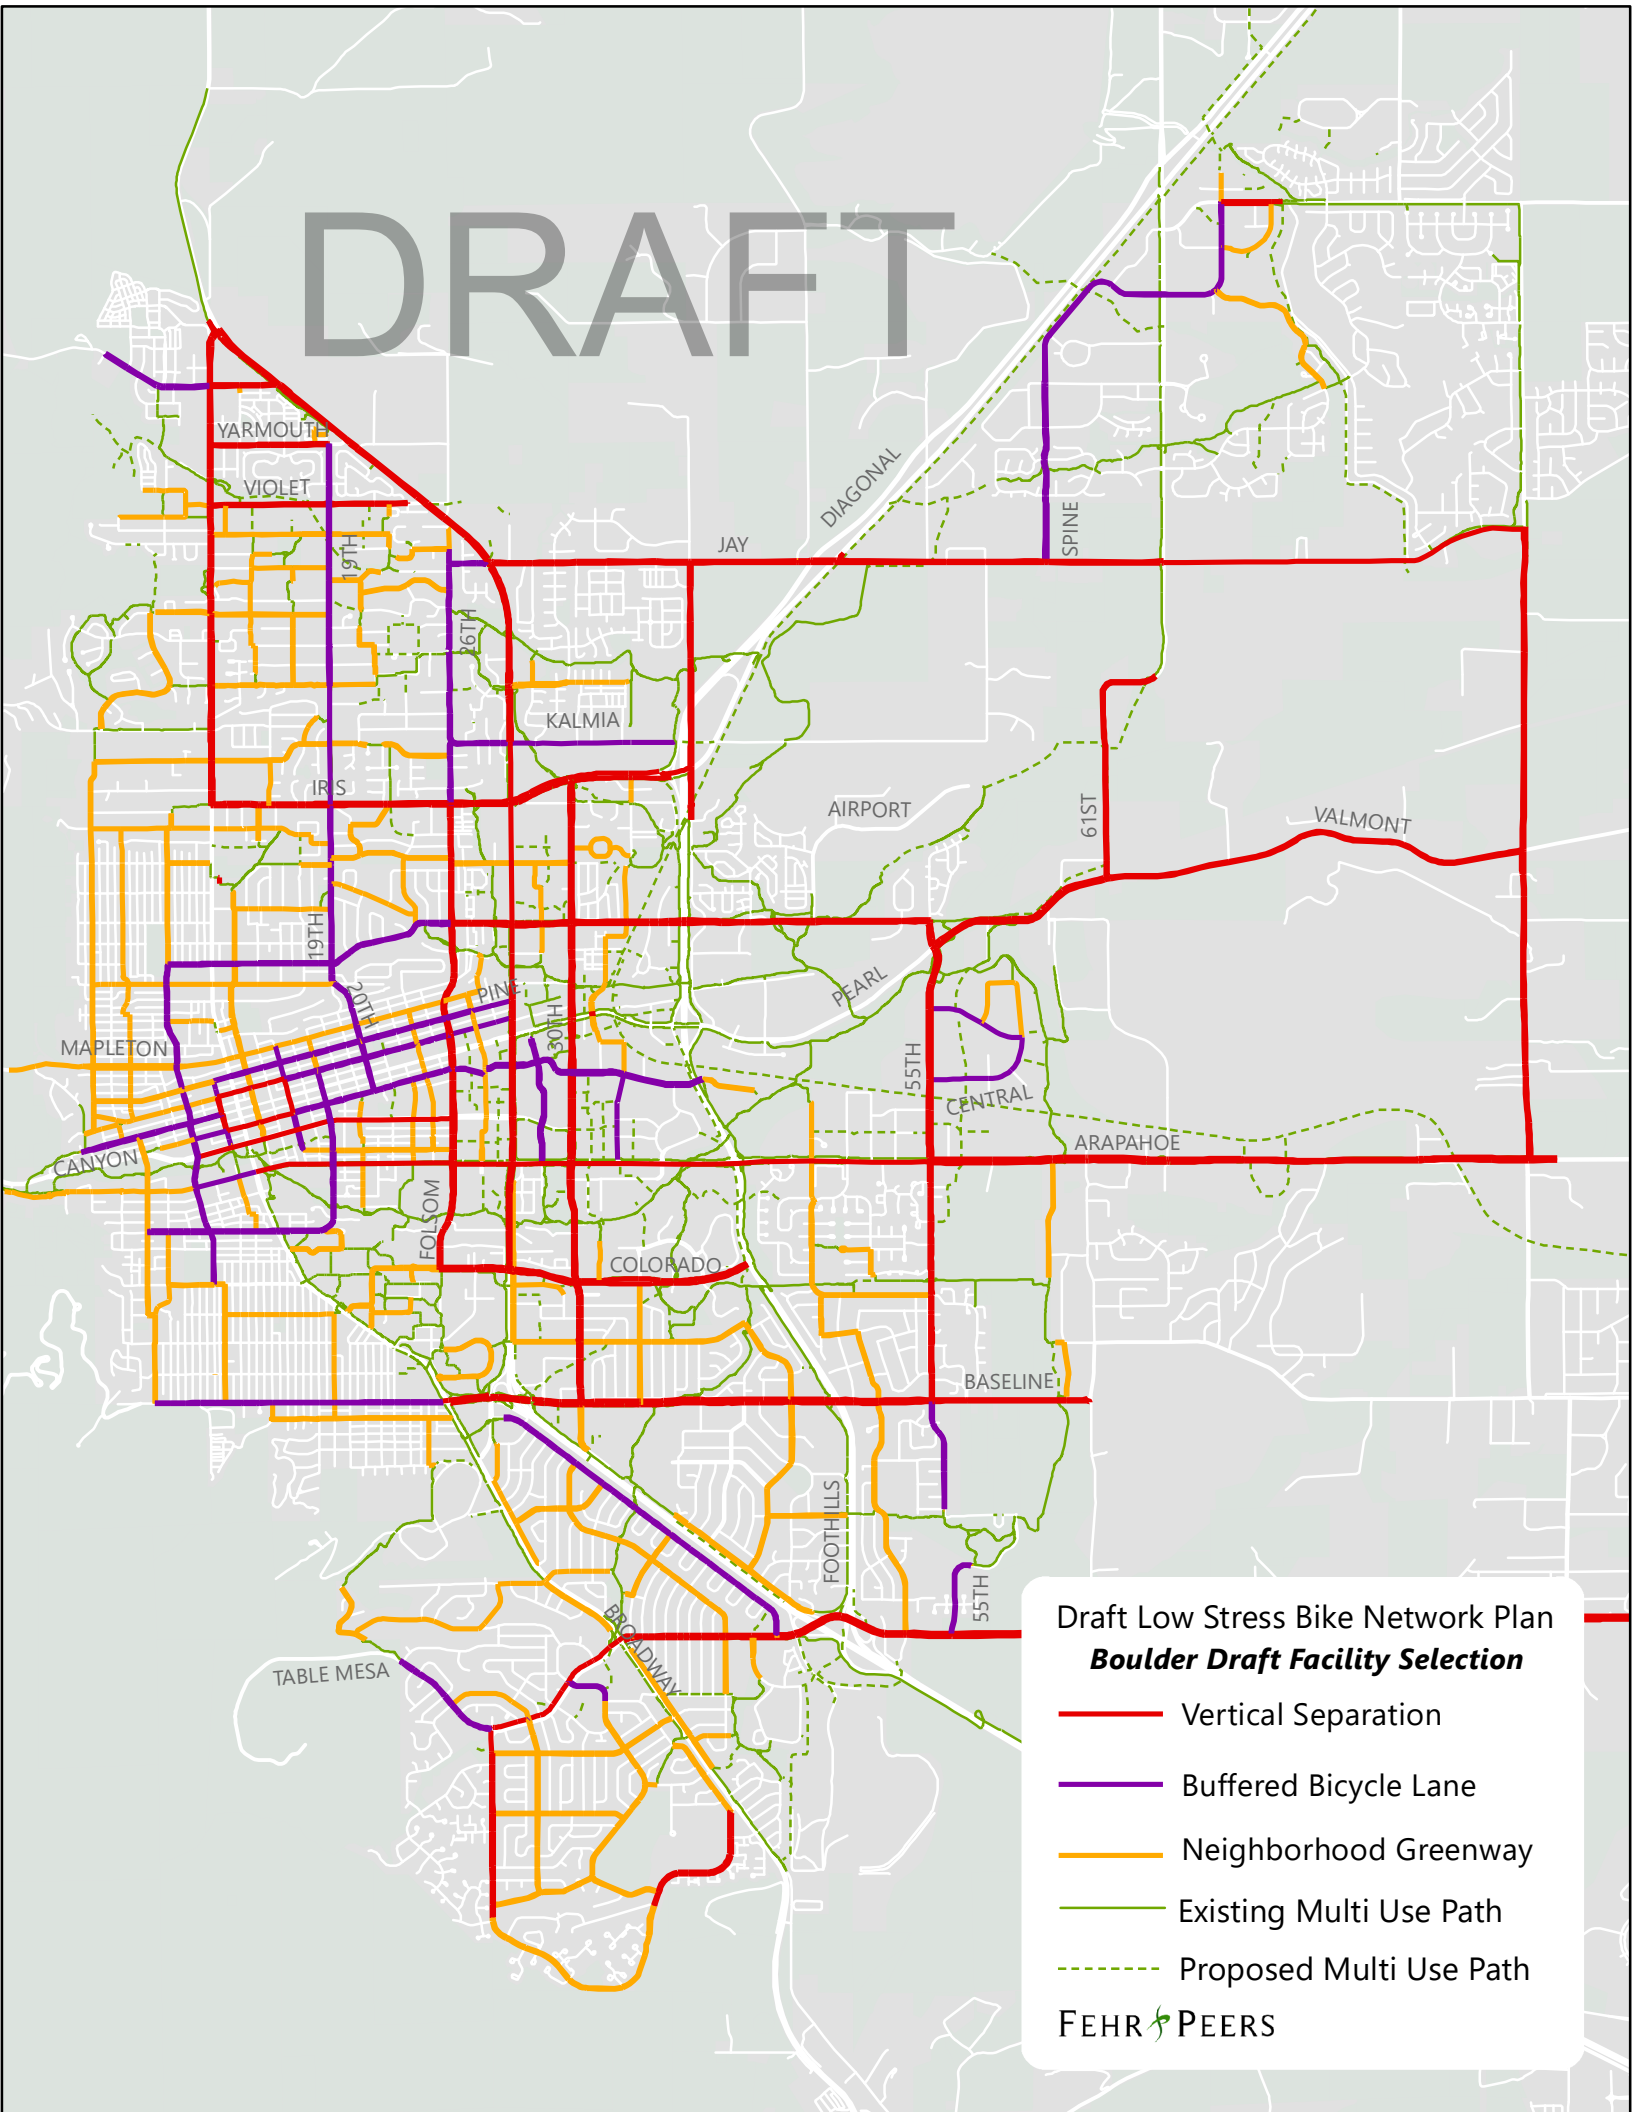 DRAFT
YARMOUTH
VIOLET
19TH
DIAGONAL
SPINE
JAY
26TH
KALMIA
IRIS
AIRPORT
61ST
VALMONT
19TH
20TH
PINE
30TH
PEARL
MAPLETON
55TH
CENTRAL
CANYON
ARAPAHOE
FOLSOM
COLORADO
BASELINE
FOOTHILLS
55TH
BROADWAY
TABLE MESA
Draft Low Stress Bike Network Plan
Boulder Draft Facility Selection
Vertical Separation
Buffered Bicycle Lane
Neighborhood Greenway
Existing Multi Use Path
Proposed Multi Use Path
FEHR PEERS